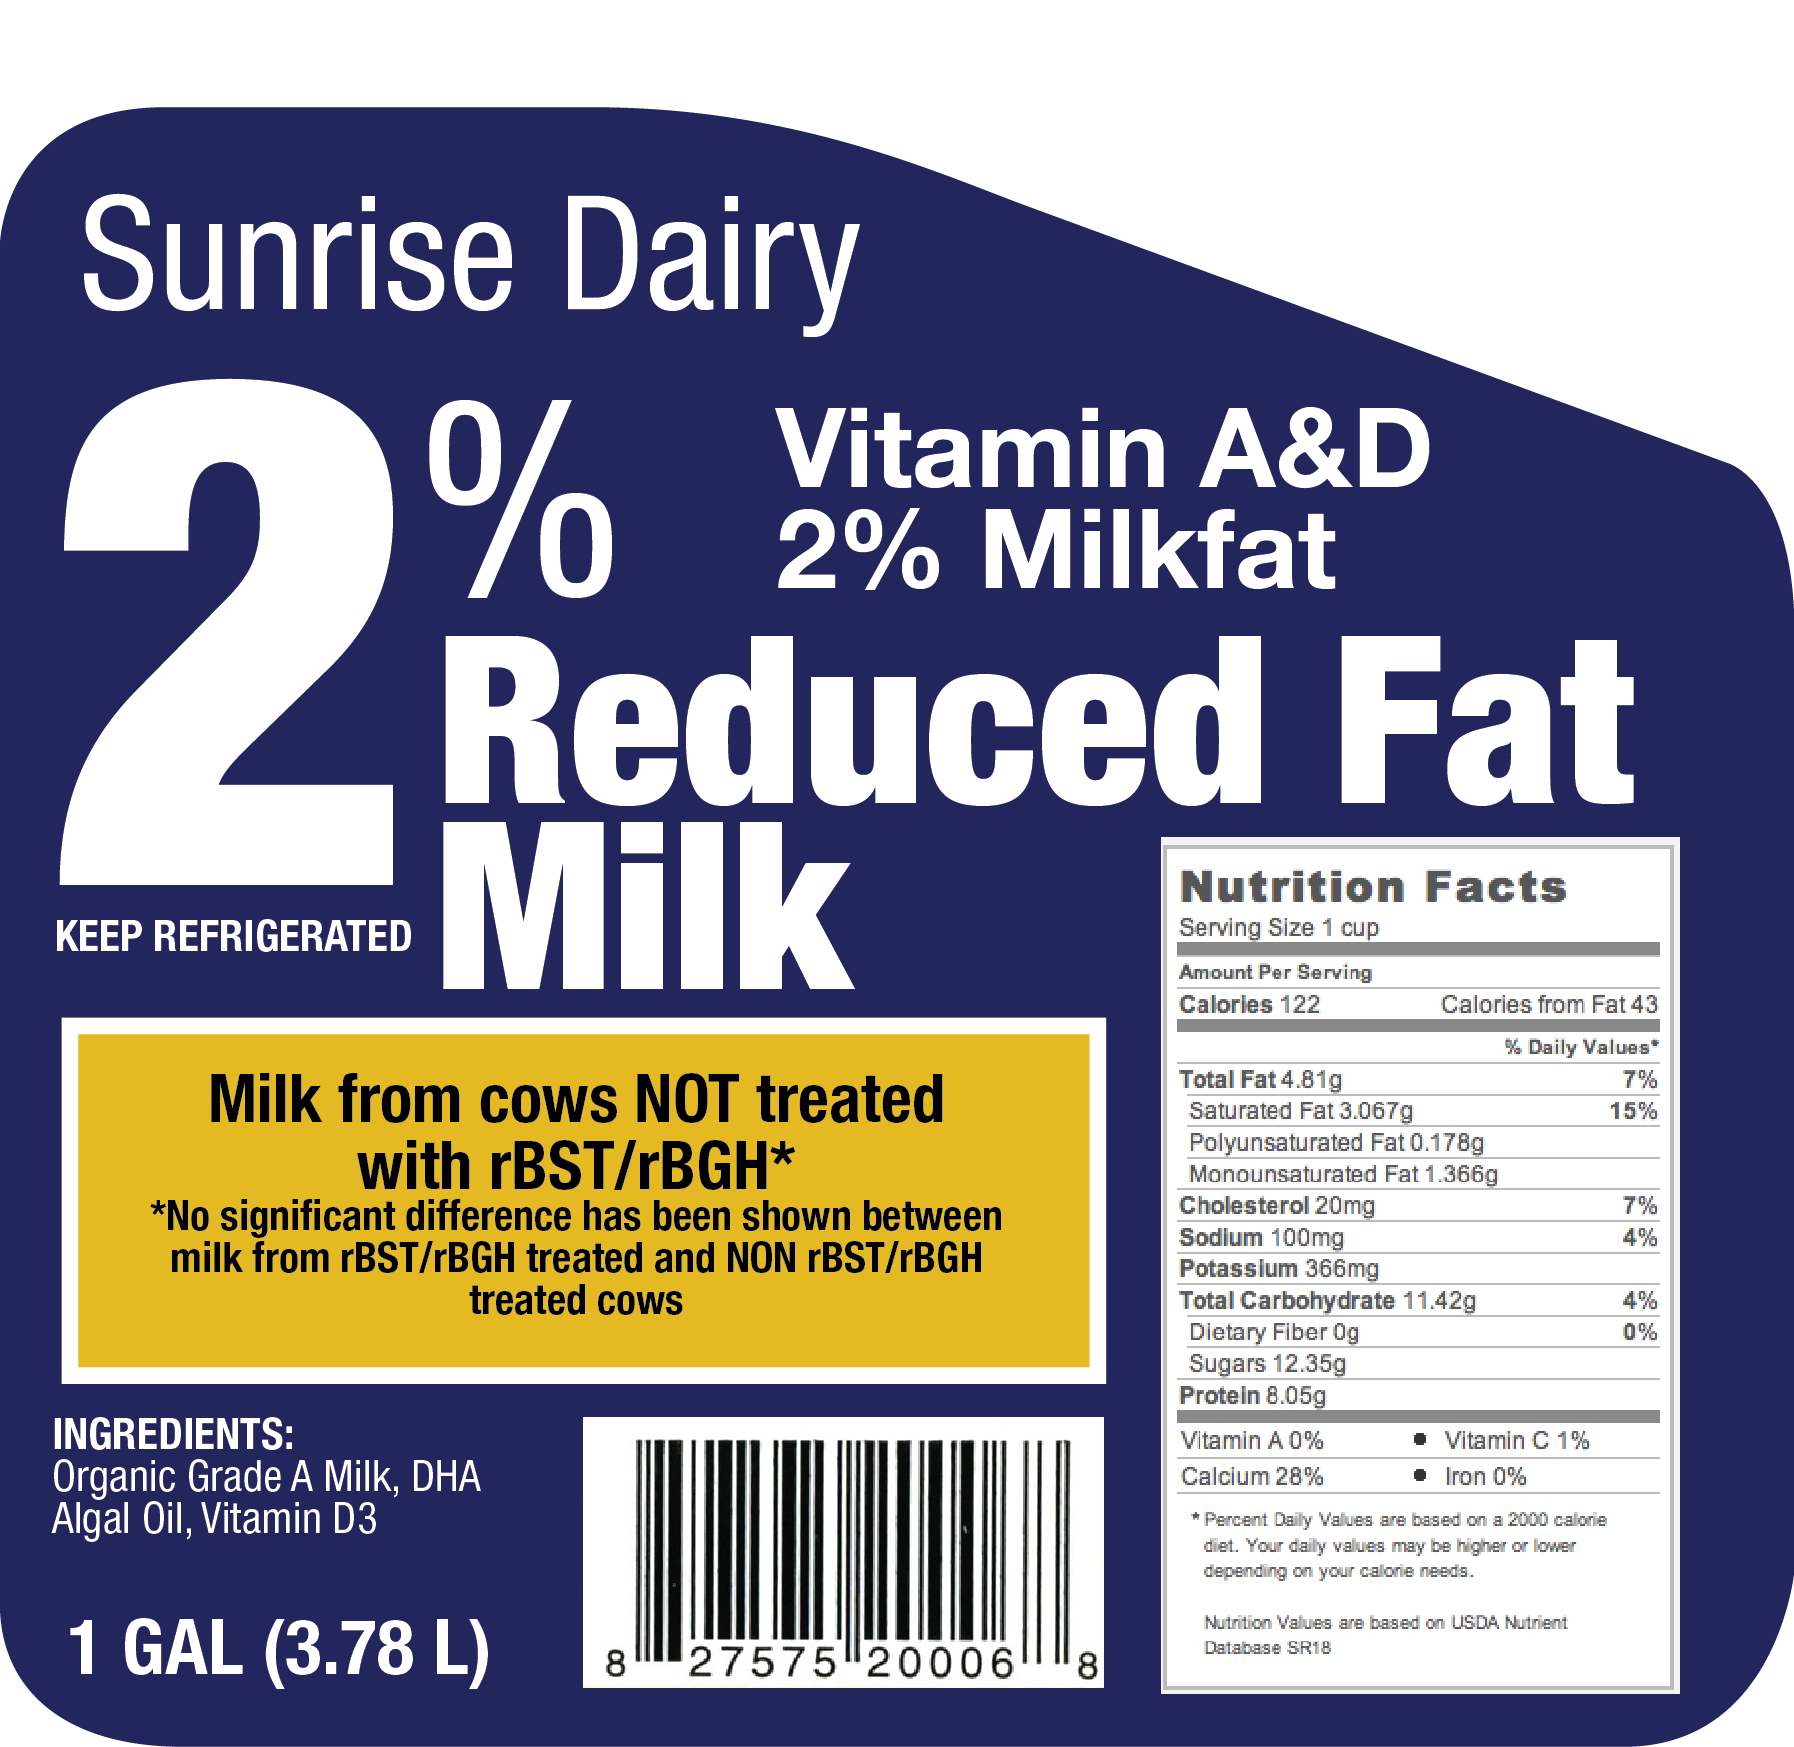 Sunrise Dairy
2%
Vitamin A&D
2% Milkfat
Reduced Fat
Milk
KEEP REFRIGERATED
Milk from cows NOT treated
with rBST/rBGH*
*No significant difference has been shown between
milk from rBST/rBGH treated and NON rBST/rBGH
treated cows
INGREDIENTS:
Organic Grade A Milk, DHA
Algal Oil, Vitamin D3
1 GAL (3.78 L)
8 27575 20006 8
Nutrition Facts
Serving Size 1 cup
Amount Per Serving
Calories 122 Calories from Fat 43
% Daily Values*
Total Fat 4.81g 7%
Saturated Fat 3.067g 15%
Polyunsaturated Fat 0.178g
Monounsaturated Fat 1.366g
Cholesterol 20mg 7%
Sodium 100mg 4%
Potassium 366mg
Total Carbohydrate 11.42g 4%
Dietary Fiber 0g 0%
Sugars 12.35g
Protein 8.05g
Vitamin A 0% • Vitamin C 1%
Calcium 28% • Iron 0%
* Percent Daily Values are based on a 2000 calorie
diet. Your daily values may be higher or lower
depending on your calorie needs.
Nutrition Values are based on USDA Nutrient
Database SR18